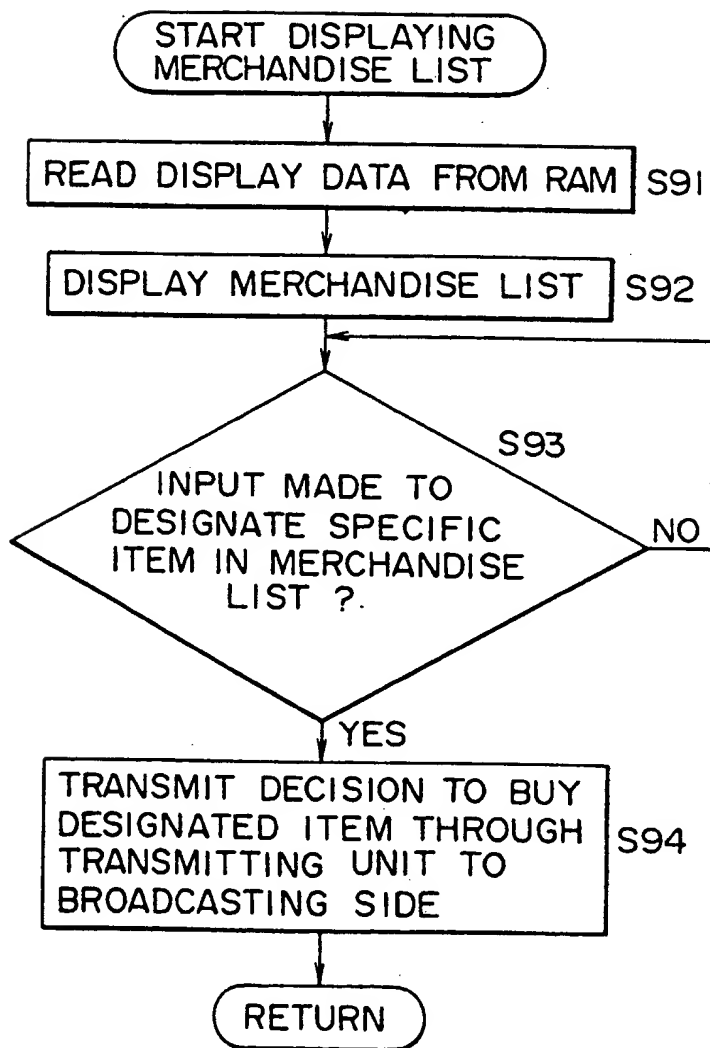 START DISPLAYING
MERCHANDISE LIST
READ DISPLAY DATA FROM RAM
S91
DISPLAY MERCHANDISE LIST
S92
S93
INPUT MADE TO
DESIGNATE SPECIFIC
ITEM IN MERCHANDISE
LIST ?
NO
YES
TRANSMIT DECISION TO BUY
DESIGNATED ITEM THROUGH
TRANSMITTING UNIT TO
BROADCASTING SIDE
S94
RETURN